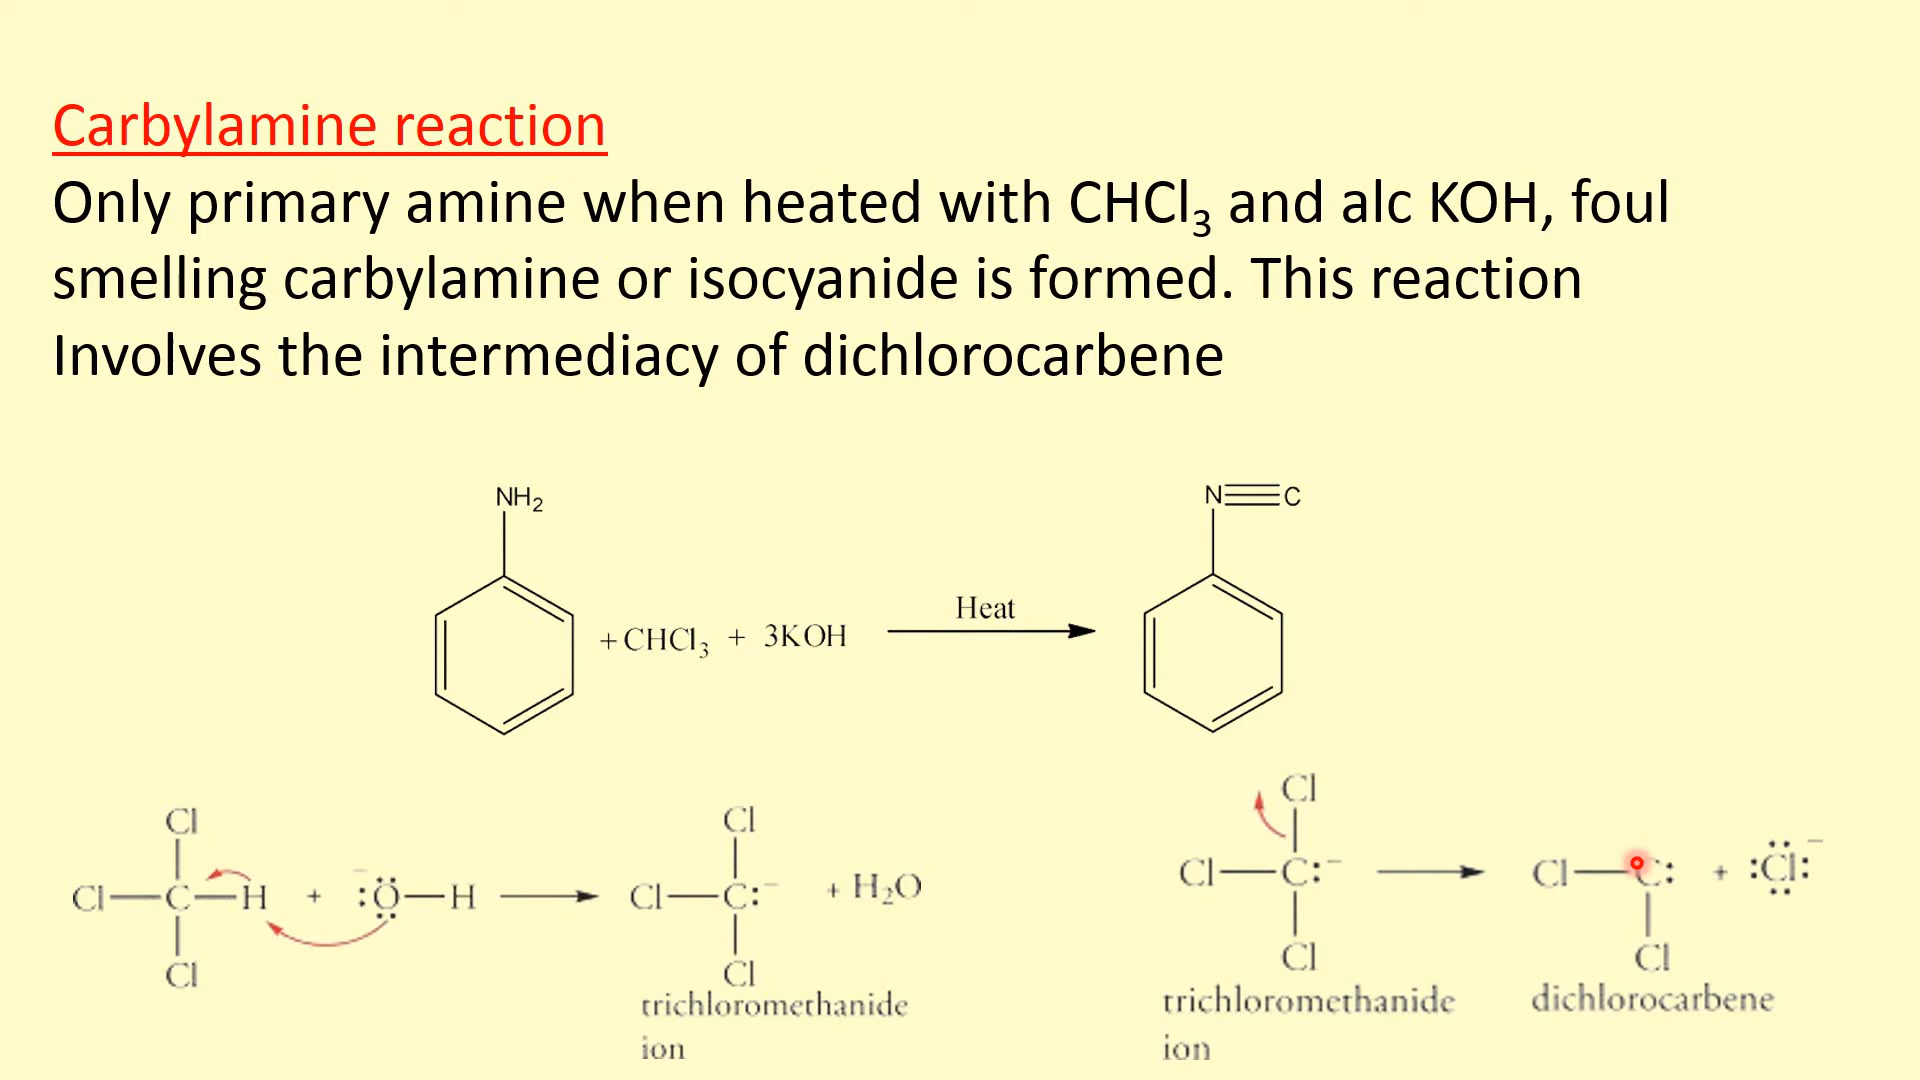 Carbylamine reaction
Only primary amine when heated with CHCl₃ and alc KOH, foul
smelling carbylamine or isocyanide is formed. This reaction
Involves the intermediacy of dichlorocarbene
NH₂
N≡C
+ CHCl₃ + 3KOH
Heat
Cl
Cl—C—H + :Ö—H
Cl
Cl
Cl—C:⁻ + H₂O
Cl
trichloromethanide
ion
Cl
Cl—C:⁻
Cl
trichloromethanide
ion
Cl—C: + :Cl:⁻
Cl
dichlorocarbene